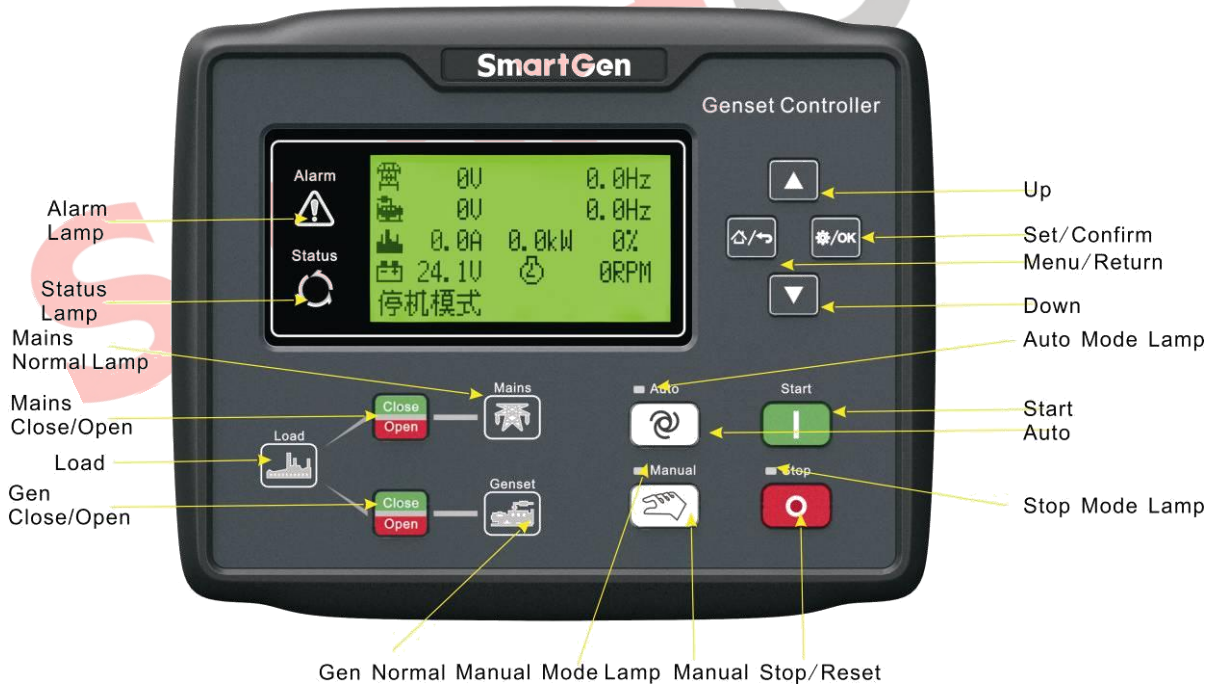 SmartGen
Genset Controller
Alarm
0V 0.0Hz
0V 0.0Hz
Status
0.0A 0.0kW 0%
24.1V 0RPM
停机模式
/OK
Mains
Close
Open
Load
Genset
Close
Open
Auto
Start
Manual
Stop
Alarm
Lamp
Status
Lamp
Mains
Normal Lamp
Mains
Close/Open
Load
Gen
Close/Open
Up
Set/Confirm
Menu/Return
Down
Auto Mode Lamp
Start
Auto
Stop Mode Lamp
Gen Normal Manual Mode Lamp Manual Stop/Reset